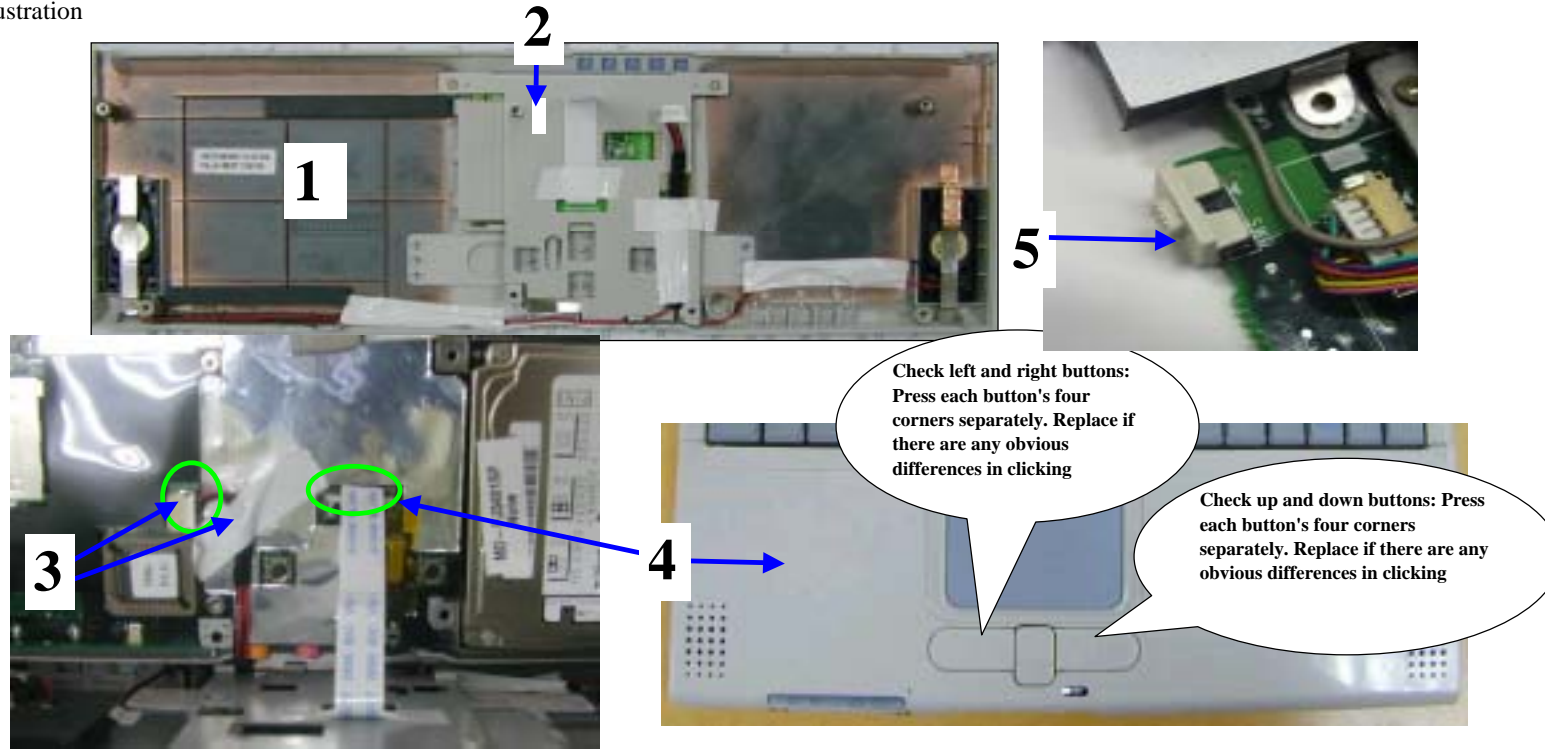 ustration
2
1
5
Check left and right buttons:
Press each button's four
corners separately. Replace if
there are any obvious
differences in clicking
Check up and down buttons: Press
each button's four corners
separately. Replace if there are any
obvious differences in clicking
3
4